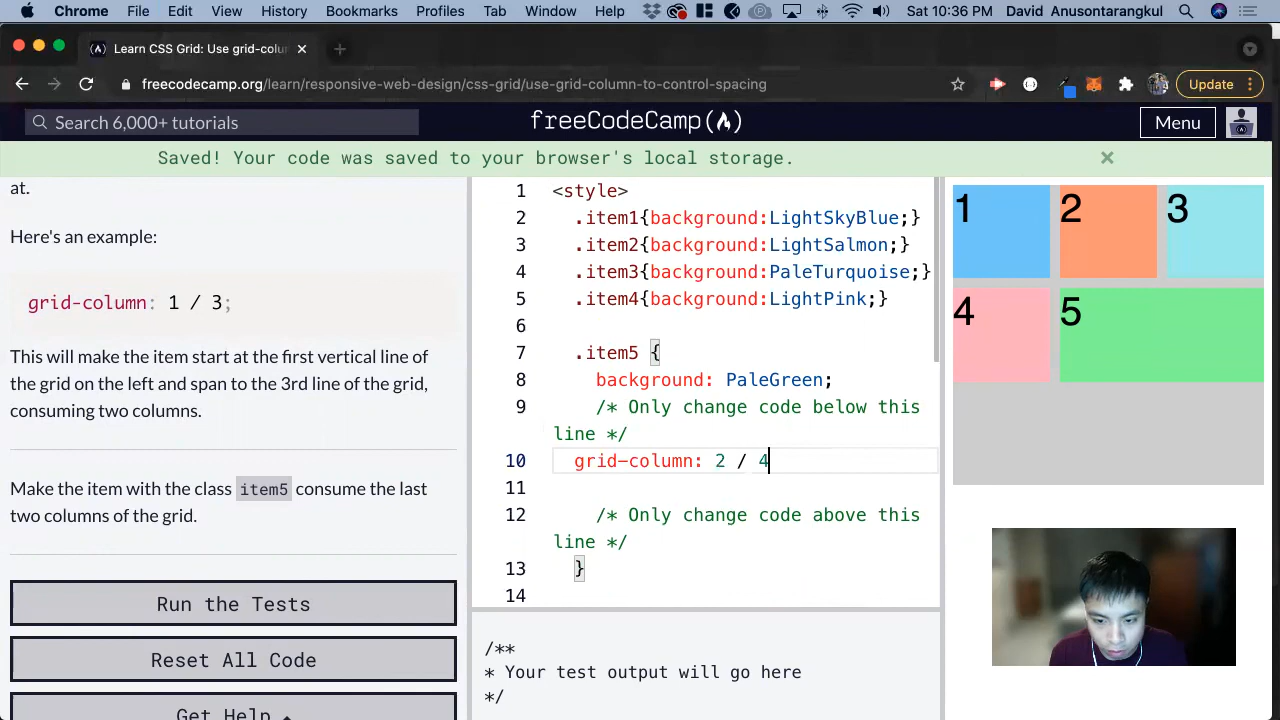 Chrome File Edit View History Bookmarks Profiles Tab Window Help Sat 10:36 PM David Anusontarangkul
Learn CSS Grid: Use grid-colu
freecodecamp.org/learn/responsive-web-design/css-grid/use-grid-column-to-control-spacing
Update
Search 6,000+ tutorials
freeCodeCamp
Menu
Saved! Your code was saved to your browser's local storage.
at.
Here's an example:
grid-column: 1 / 3;
This will make the item start at the first vertical line of
the grid on the left and span to the 3rd line of the grid,
consuming two columns.
Make the item with the class item5 consume the last
two columns of the grid.
Run the Tests
Reset All Code
Get Help
1 <style>
2 .item1{background:LightSkyBlue;}
3 .item2{background:LightSalmon;}
4 .item3{background:PaleTurquoise;}
5 .item4{background:LightPink;}
6
7 .item5 {
8 background: PaleGreen;
9 /* Only change code below this
line */
10 grid-column: 2 / 4
11
12 /* Only change code above this
line */
13 }
14
/**
* Your test output will go here
*/
1 2 3
4 5